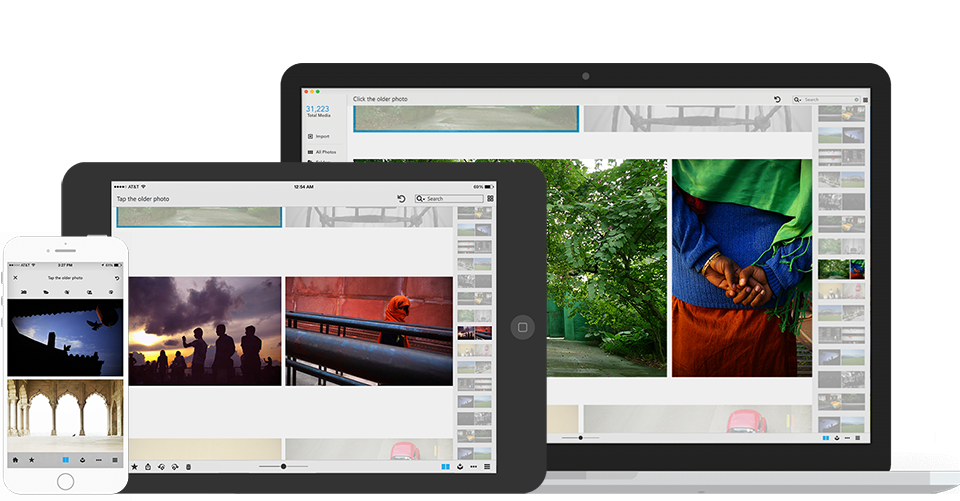 Click the older photo
Search
31,223
Total Media
Import
All Photos
AT&T
12:54 AM
69%
Tap the older photo
Search
AT&T
3:27 PM
81%
Tap the older photo